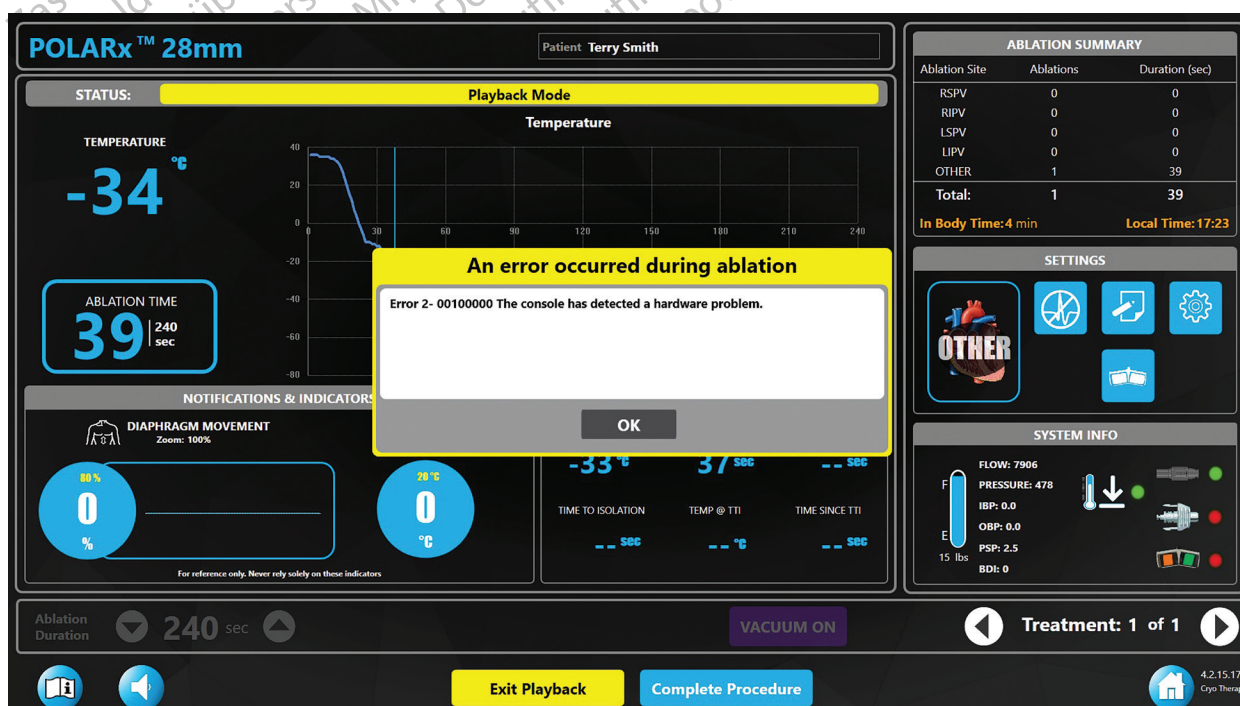 POLARx™ 28mm
Patient Terry Smith
STATUS:
Playback Mode
TEMPERATURE
-34 °C
ABLATION TIME
39 240 sec
Temperature
40
20
0
-20
-40
-60
-80
0 30 60 90 120 150 180 210 240
An error occurred during ablation
Error 2- 00100000 The console has detected a hardware problem.
OK
NOTIFICATIONS & INDICATORS
DIAPHRAGM MOVEMENT
Zoom: 100%
80 %
0
%
20 °C
0
°C
For reference only. Never rely solely on these indicators
-33 °C 37 sec -- sec
TIME TO ISOLATION TEMP @ TTI TIME SINCE TTI
-- sec -- °C -- sec
ABLATION SUMMARY
Ablation Site Ablations Duration (sec)
RSPV 0 0
RIPV 0 0
LSPV 0 0
LIPV 0 0
OTHER 1 39
Total: 1 39
In Body Time: 4 min Local Time: 17:23
SETTINGS
OTHER
SYSTEM INFO
F
E
15 lbs
FLOW: 7906
PRESSURE: 478
IBP: 0.0
OBP: 0.0
PSP: 2.5
BDI: 0
Ablation
Duration
240 sec
VACUUM ON
Treatment: 1 of 1
Exit Playback
Complete Procedure
4.2.15.17